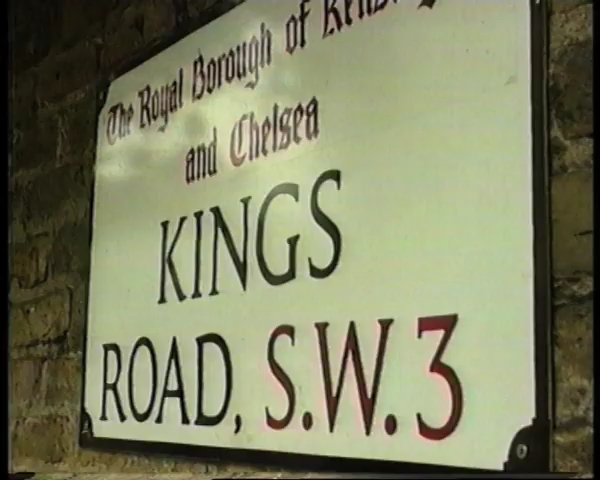 The Royal Borough of
and Chelsea
KINGS
ROAD, S.W.3